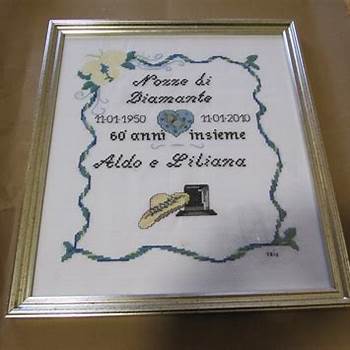 Nozze di
Diamante
11-01-1950 11-01-2010
60 anni insieme
Aldo e Liliana